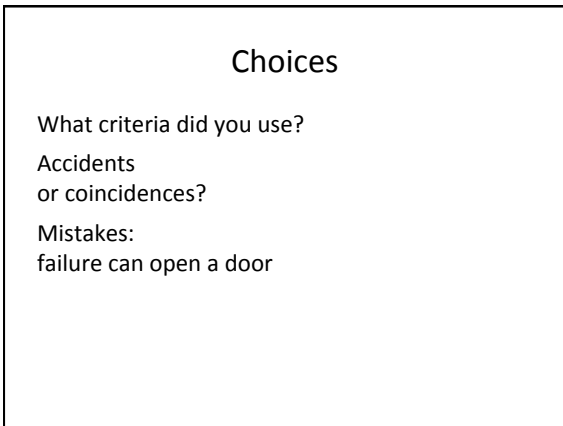 Choices
What criteria did you use?
Accidents
or coincidences?
Mistakes:
failure can open a door